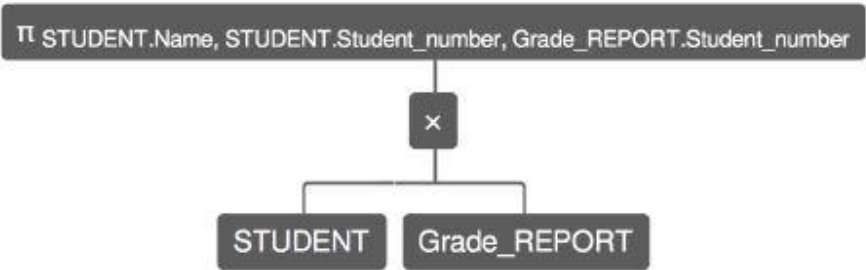 π STUDENT.Name, STUDENT.Student_number, Grade_REPORT.Student_number
×
STUDENT
Grade_REPORT